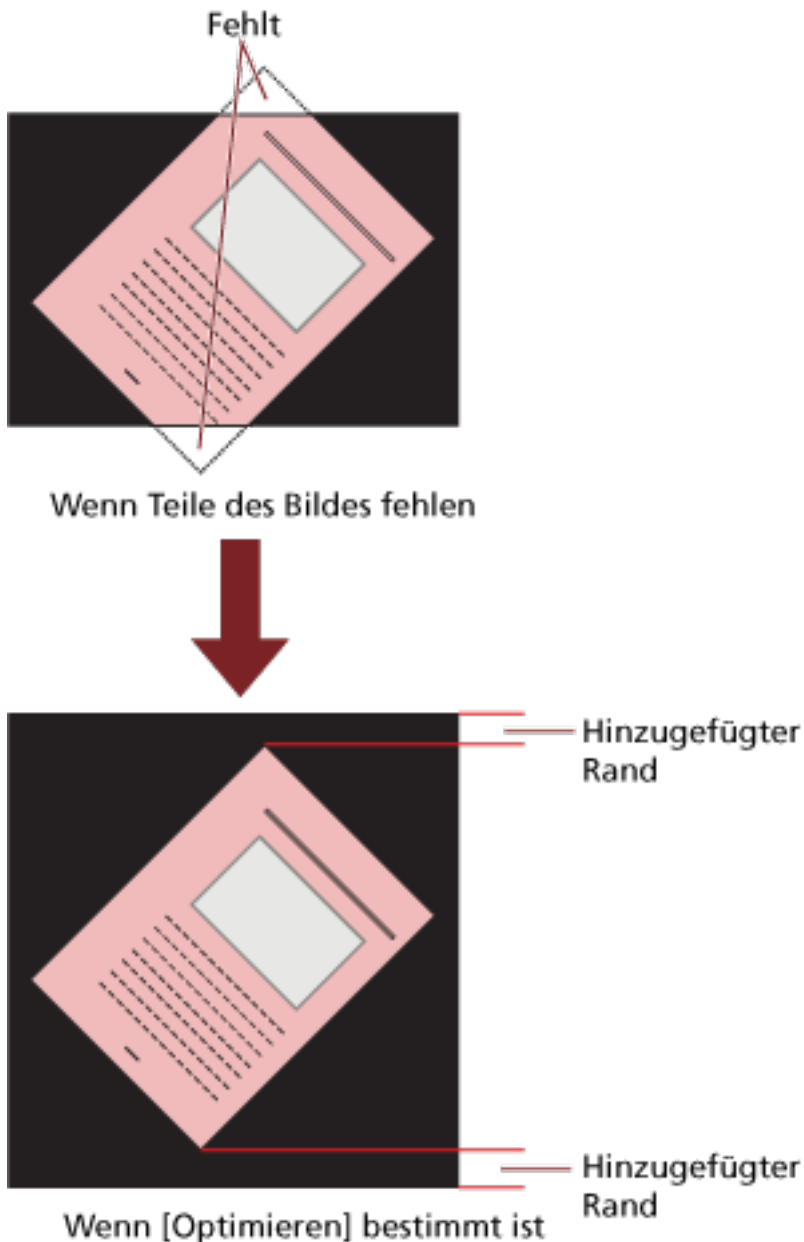 Fehlt
Wenn Teile des Bildes fehlen
Hinzugefügter
Rand
Hinzugefügter
Rand
Wenn [Optimieren] bestimmt ist